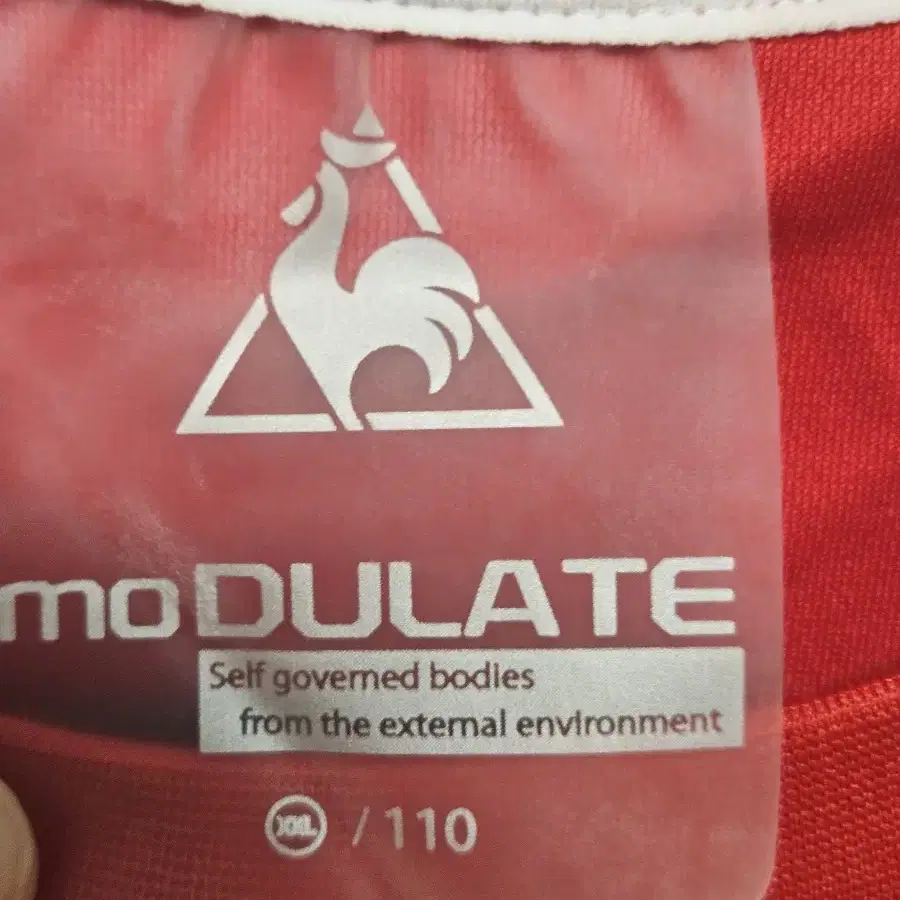 moDULATE
Self governed bodies
from the external environment
XXL / 110